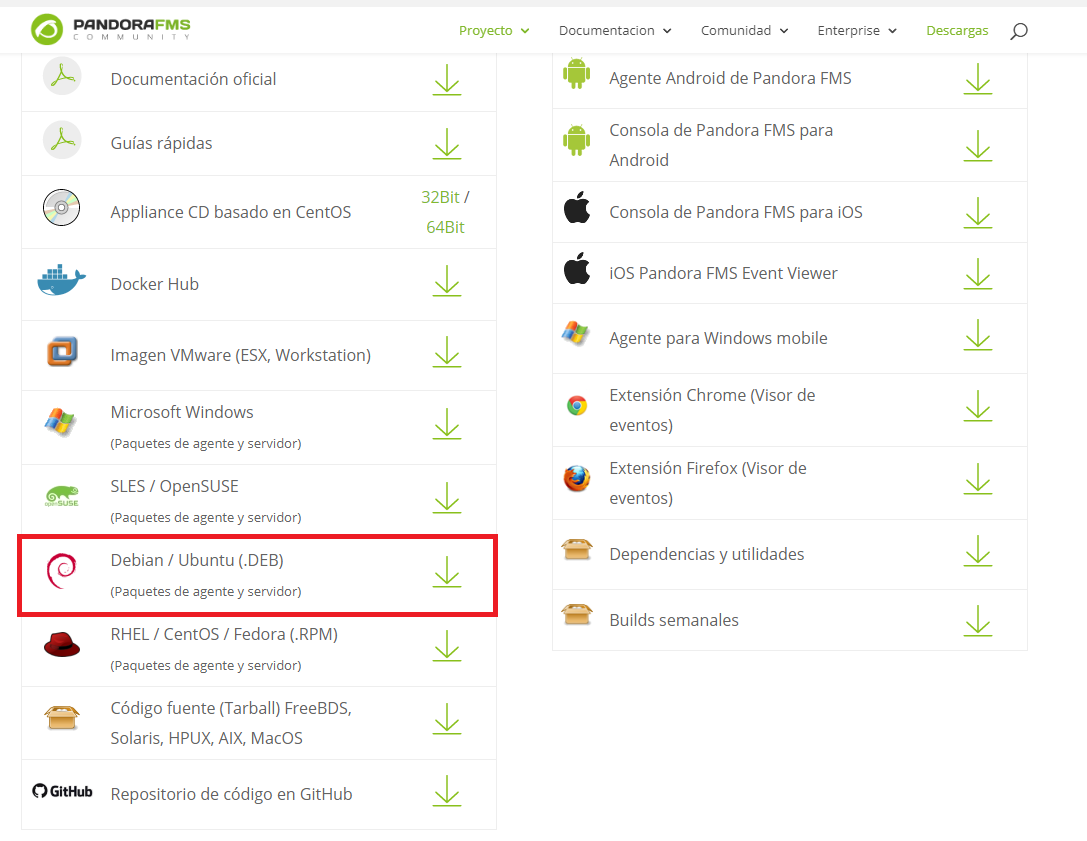 PANDORAFMS
COMMUNITY
Proyecto
Documentacion
Comunidad
Enterprise
Descargas
Documentación oficial
Guías rápidas
Appliance CD basado en CentOS
32Bit /
64Bit
Docker Hub
Imagen VMware (ESX, Workstation)
Microsoft Windows
(Paquetes de agente y servidor)
openSUSE
SLES / OpenSUSE
(Paquetes de agente y servidor)
Debian / Ubuntu (.DEB)
(Paquetes de agente y servidor)
RHEL / CentOS / Fedora (.RPM)
(Paquetes de agente y servidor)
Código fuente (Tarball) FreeBDS,
Solaris, HPUX, AIX, MacOS
GitHub
Repositorio de código en GitHub
Agente Android de Pandora FMS
Consola de Pandora FMS para
Android
Consola de Pandora FMS para iOS
iOS Pandora FMS Event Viewer
Agente para Windows mobile
Extensión Chrome (Visor de
eventos)
Extensión Firefox (Visor de
eventos)
Dependencias y utilidades
Builds semanales